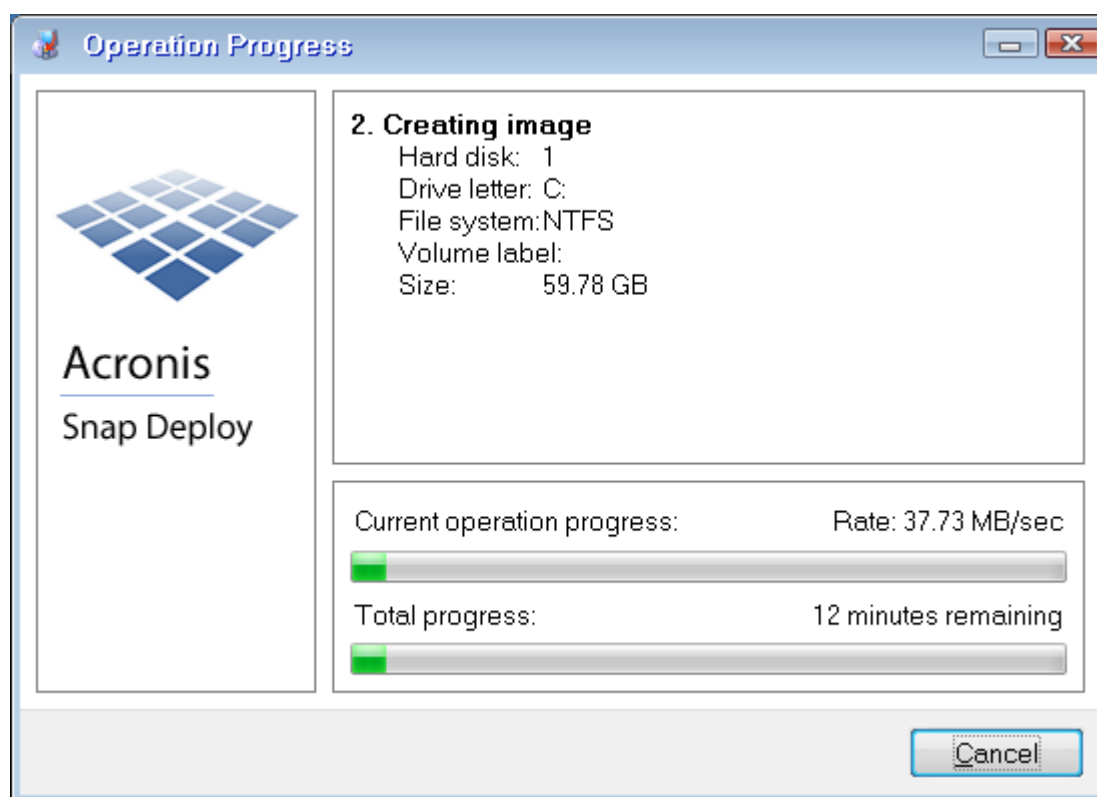 Operation Progress
Acronis
Snap Deploy
2. Creating image
Hard disk: 1
Drive letter: C:
File system:NTFS
Volume label:
Size: 59.78 GB
Current operation progress: Rate: 37.73 MB/sec
Total progress: 12 minutes remaining
Cancel